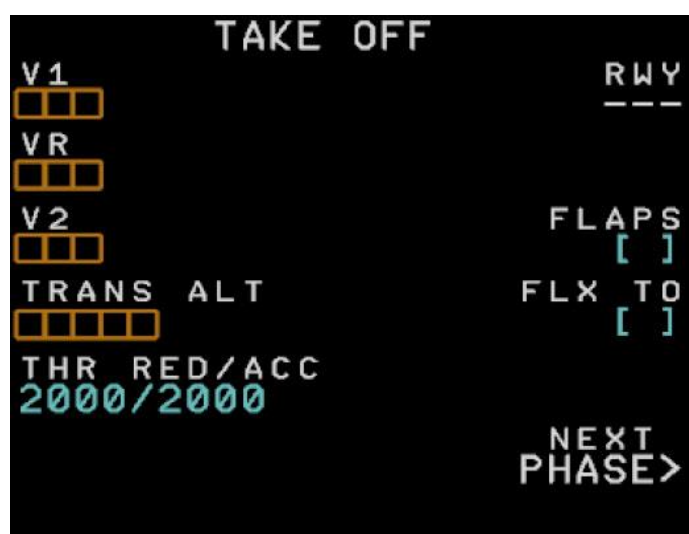 TAKE OFF
V1
RWY
---
VR
V2
FLAPS
[ ]
TRANS ALT
FLX TO
[ ]
THR RED/ACC
2000/2000
NEXT
PHASE>